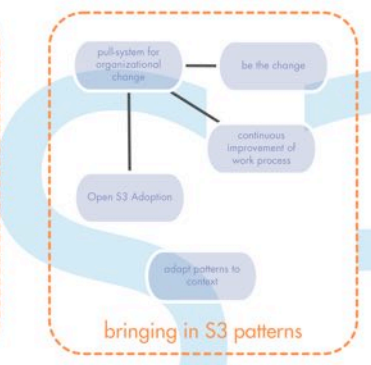 pull-system for
organizational
change
be the change
continuous
improvement of
work process
Open S3 Adoption
adapt patterns to
context
bringing in S3 patterns